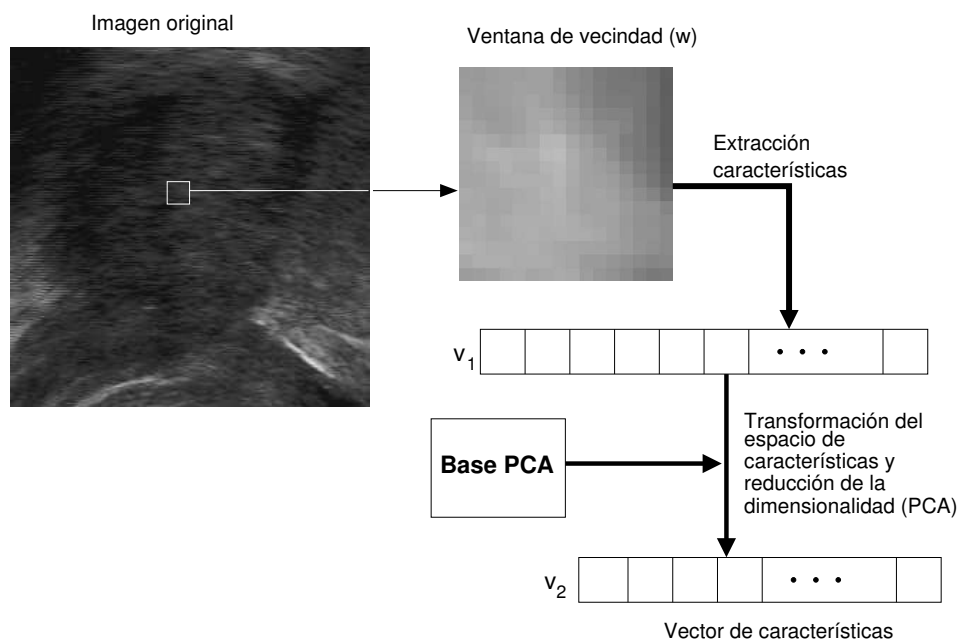 Imagen original
Ventana de vecindad (w)
Extracción
características
v1
• • •
Base PCA
Transformación del
espacio de
características y
reducción de la
dimensionalidad (PCA)
v2
• • •
Vector de características